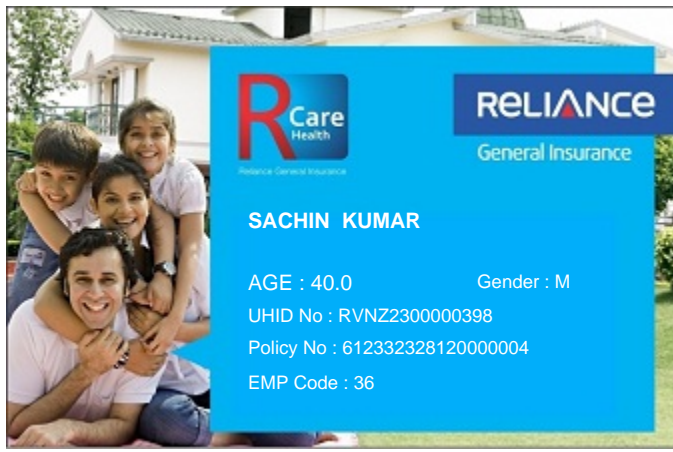 R Care
Health
Reliance General Insurance
RELIANCE
General Insurance
SACHIN KUMAR
AGE : 40.0 Gender : M
UHID No : RVNZ2300000398
Policy No : 612332328120000004
EMP Code : 36